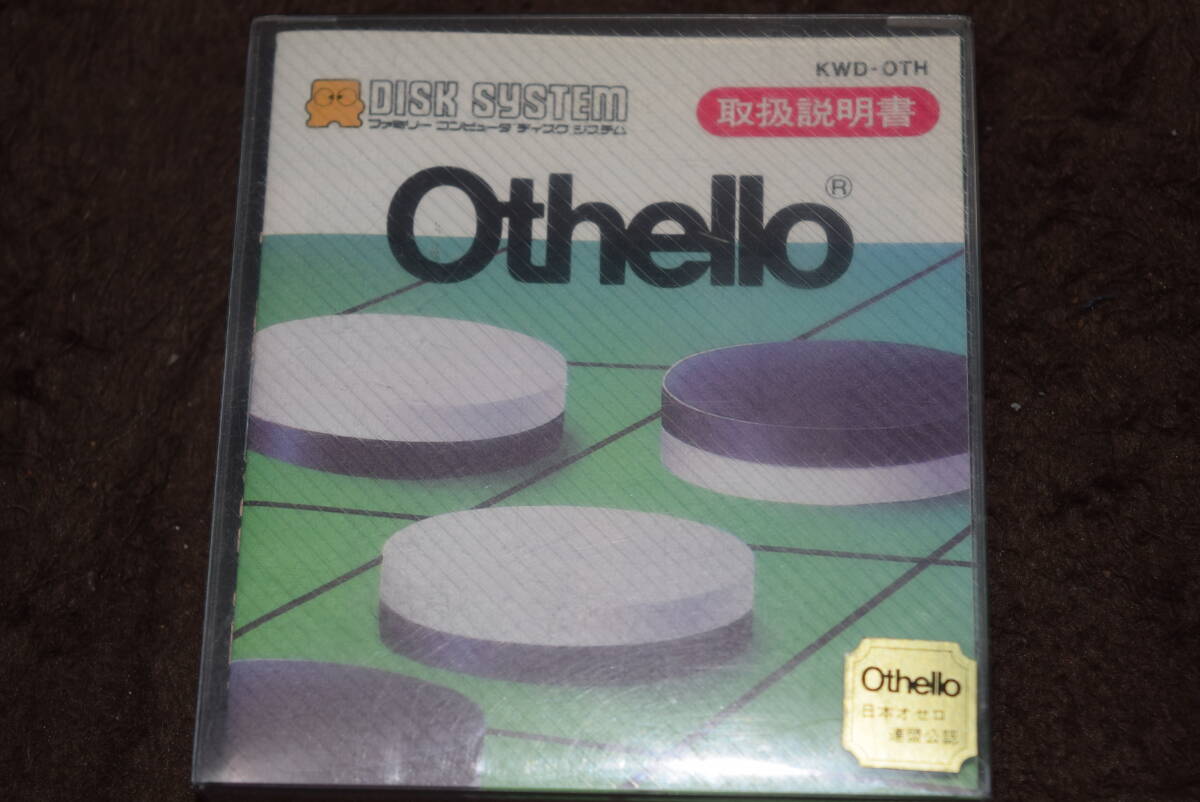 KWD-OTH
DISK SYSTEM
ファミリー コンピュータ ディスク システム
取扱説明書
Othello®
Othello
日本オセロ
連盟公認